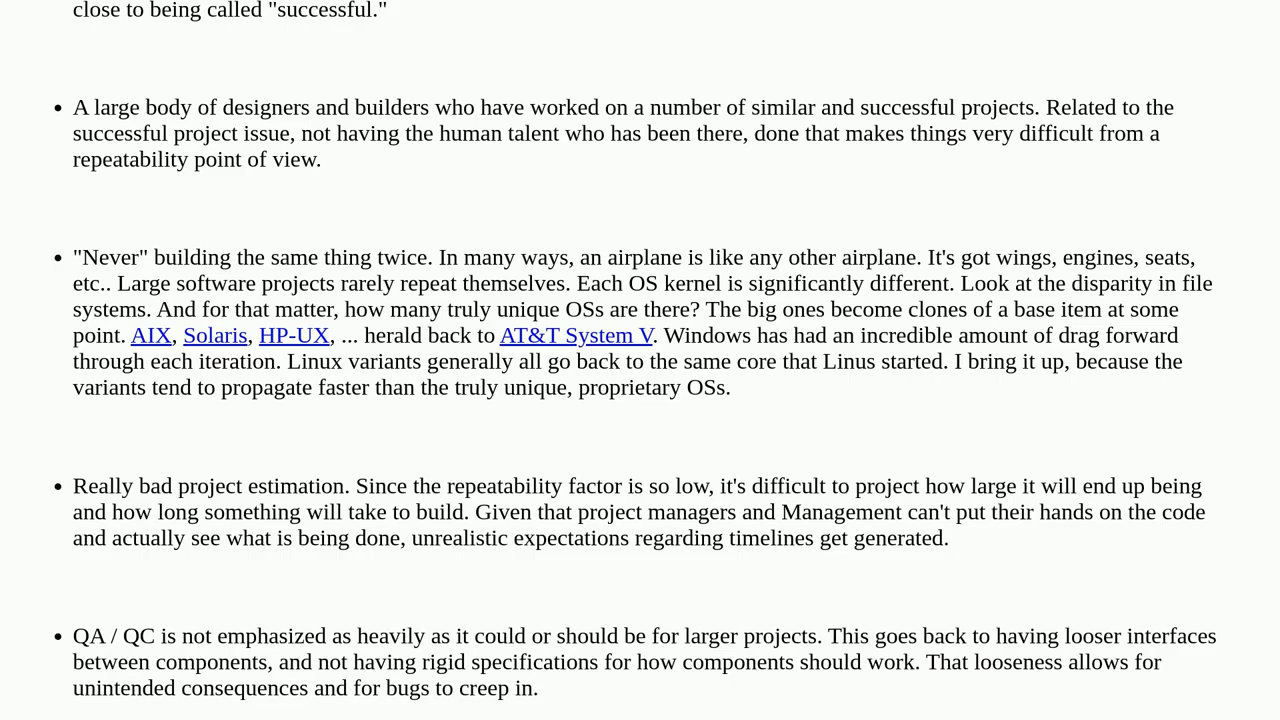 close to being called "successful."
• A large body of designers and builders who have worked on a number of similar and successful projects. Related to the
successful project issue, not having the human talent who has been there, done that makes things very difficult from a
repeatability point of view.
• "Never" building the same thing twice. In many ways, an airplane is like any other airplane. It's got wings, engines, seats,
etc.. Large software projects rarely repeat themselves. Each OS kernel is significantly different. Look at the disparity in file
systems. And for that matter, how many truly unique OSs are there? The big ones become clones of a base item at some
point. AIX, Solaris, HP-UX, ... herald back to AT&T System V. Windows has had an incredible amount of drag forward
through each iteration. Linux variants generally all go back to the same core that Linus started. I bring it up, because the
variants tend to propagate faster than the truly unique, proprietary OSs.
• Really bad project estimation. Since the repeatability factor is so low, it's difficult to project how large it will end up being
and how long something will take to build. Given that project managers and Management can't put their hands on the code
and actually see what is being done, unrealistic expectations regarding timelines get generated.
• QA / QC is not emphasized as heavily as it could or should be for larger projects. This goes back to having looser interfaces
between components, and not having rigid specifications for how components should work. That looseness allows for
unintended consequences and for bugs to creep in.